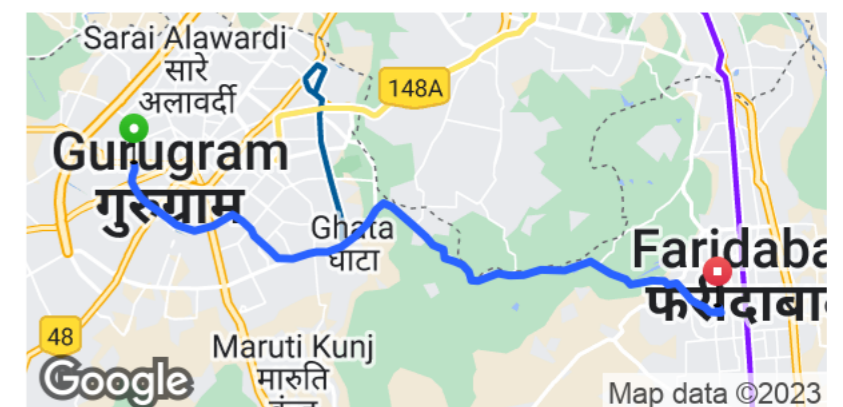 Sarai Alawardi
सारे
अलावर्दी
148A
Gurugram
गुरुग्राम
Ghata
घाटा
Faridaba
फरीदाबाद
48
Maruti Kunj
मारुति
Google
Map data ©2023